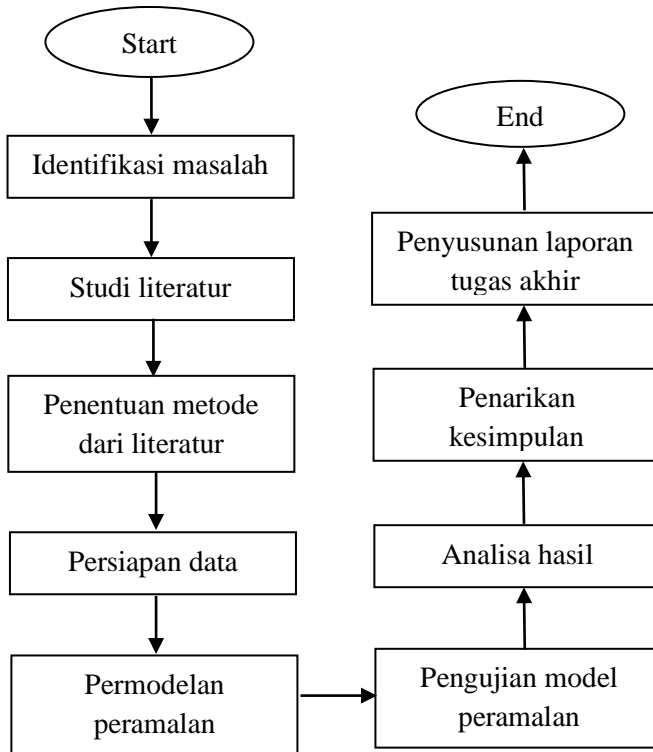 Start
Identifikasi masalah
Studi literatur
Penentuan metode
dari literatur
Persiapan data
Permodelan
peramalan
Pengujian model
peramalan
Analisa hasil
Penarikan
kesimpulan
Penyusunan laporan
tugas akhir
End